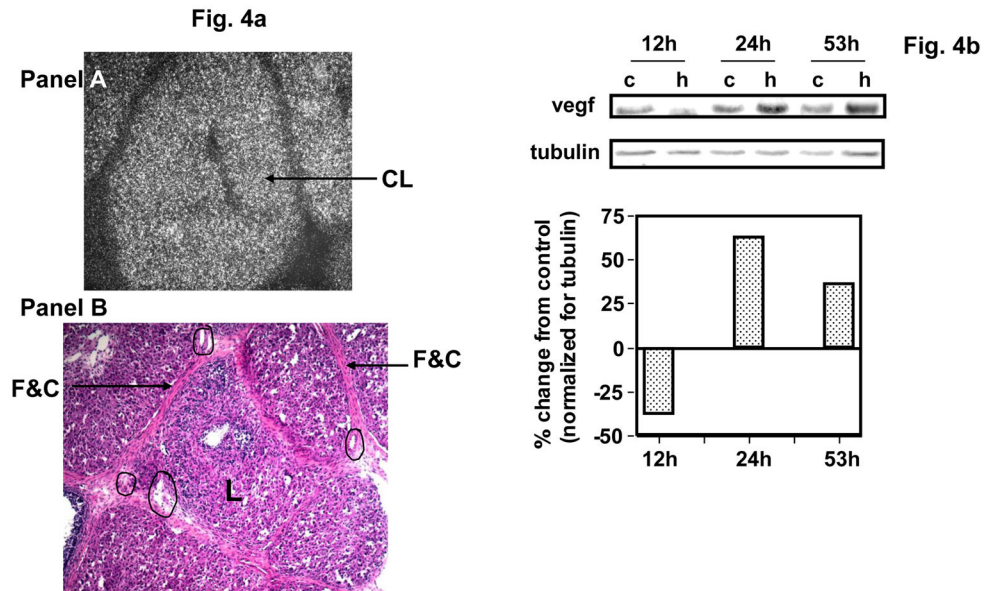 Fig. 4a
Panel A
CL
Panel B
F&C
F&C
L
Fig. 4b
12h 24h 53h
c h c h c h
vegf
tubulin
% change from control
(normalized for tubulin)
75
50
25
0
-25
-50
12h 24h 53h